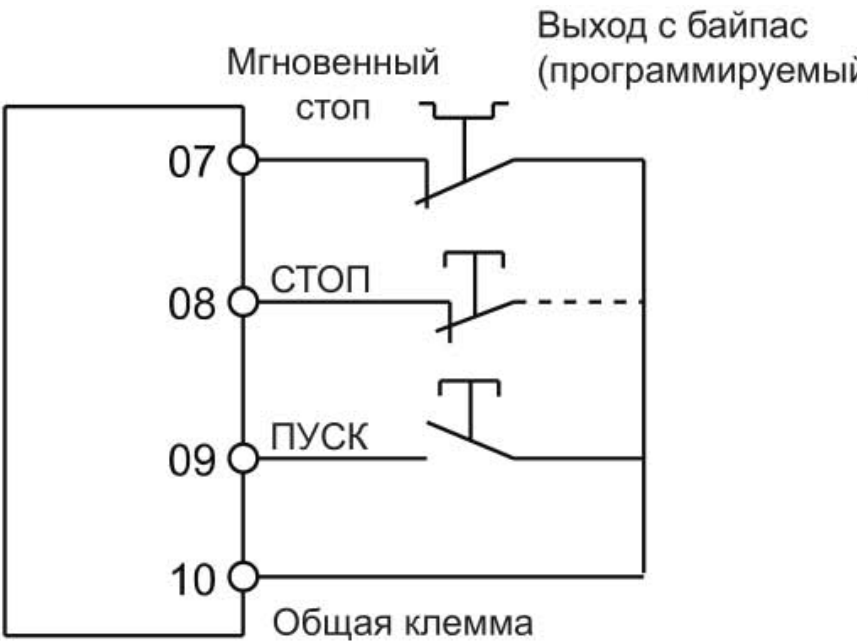 Выход с байпас
(программируемый
Мгновенный
стоп
07
СТОП
08
ПУСК
09
10
Общая клемма